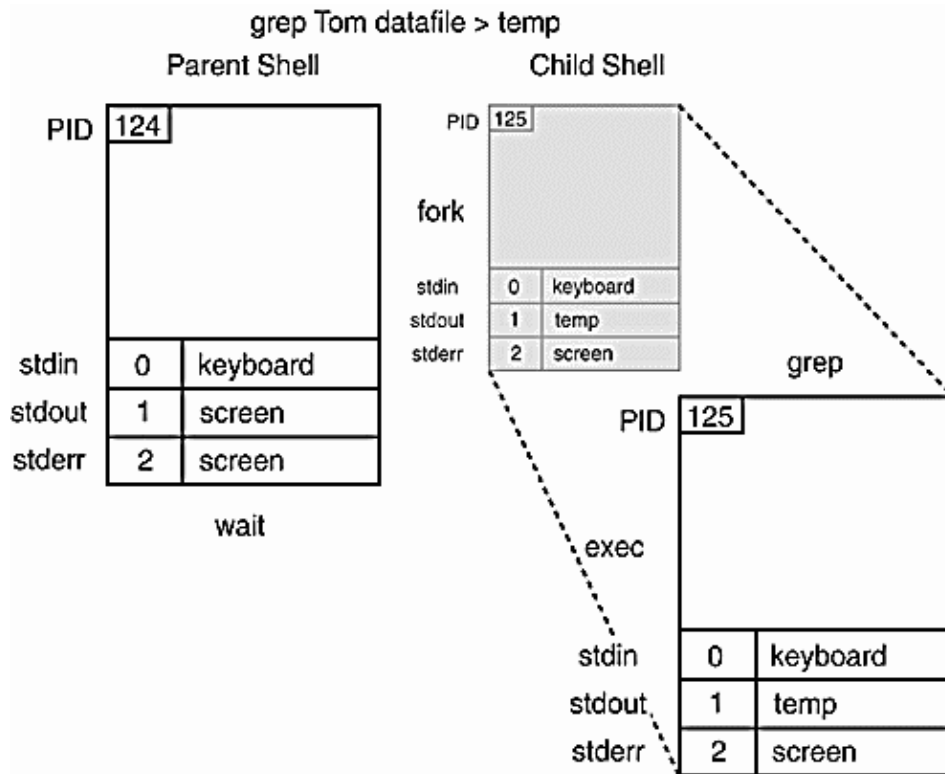 grep Tom datafile > temp
Parent Shell
Child Shell
PID 124
PID 125
fork
stdin 0 keyboard
stdout 1 temp
stderr 2 screen
stdin 0 keyboard
stdout 1 screen
stderr 2 screen
wait
grep
PID 125
exec
stdin 0 keyboard
stdout 1 temp
stderr 2 screen